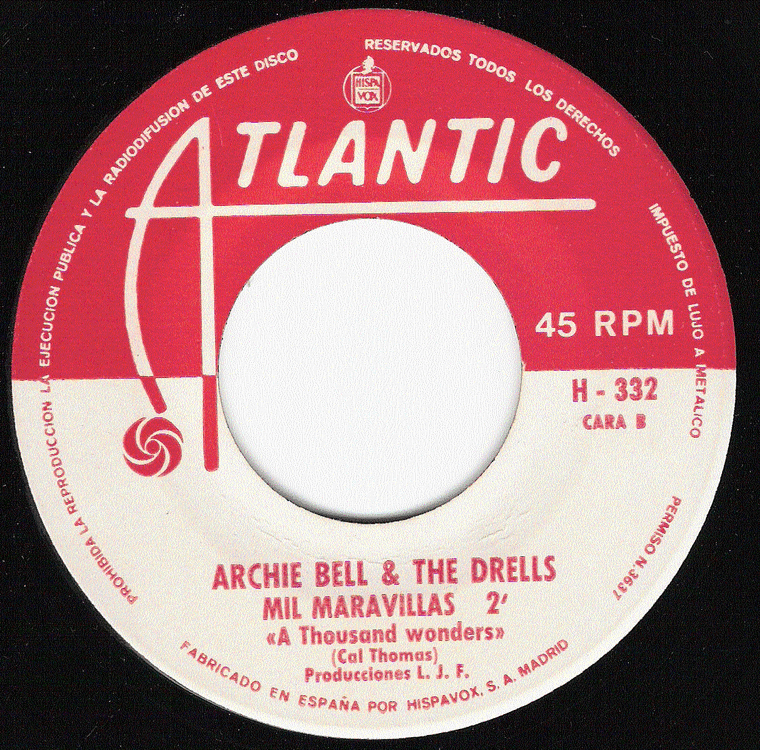 PROHIBIDA LA REPRODUCCION LA EJECUCION PUBLICA Y LA RADIODIFUSION DE ESTE DISCO
RESERVADOS TODOS LOS DERECHOS
IMPUESTO DE LUJO A METALICO
PERMISO N.3637
HISPA
VOX
ATLANTIC
45 RPM
H - 332
CARA B
ARCHIE BELL & THE DRELLS
MIL MARAVILLAS 2'
«A Thousand wonders»
(Cal Thomas)
Producciones L. J. F.
FABRICADO EN ESPAÑA POR HISPAVOX, S. A. MADRID